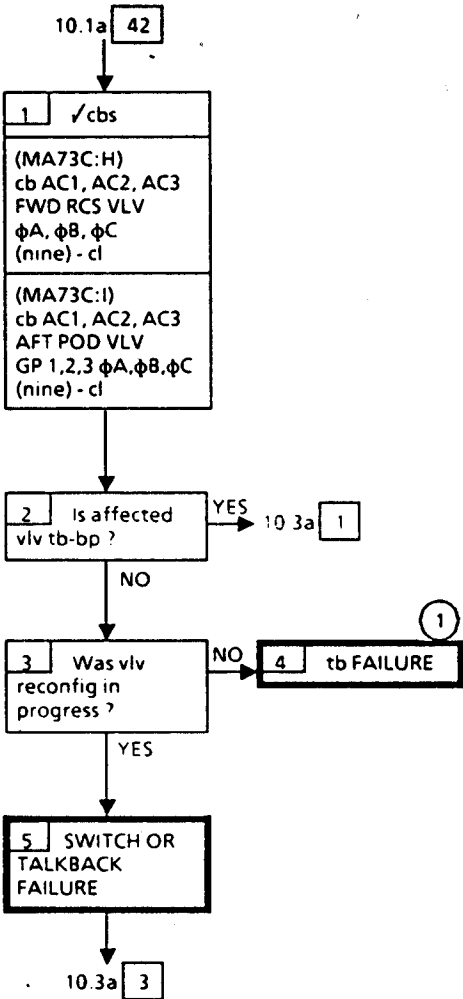 10.1a 42
1 ✓cbs
(MA73C:H)
cb AC1, AC2, AC3
FWD RCS VLV
ϕA, ϕB, ϕC
(nine) - cl
(MA73C:I)
cb AC1, AC2, AC3
AFT POD VLV
GP 1,2,3 ϕA,ϕB,ϕC
(nine) - cl
2 Is affected
vlv tb-bp ?
YES
10 3a 1
NO
3 Was vlv
reconfig in
progress ?
NO
1
4 tb FAILURE
YES
5 SWITCH OR
TALKBACK
FAILURE
10.3a 3